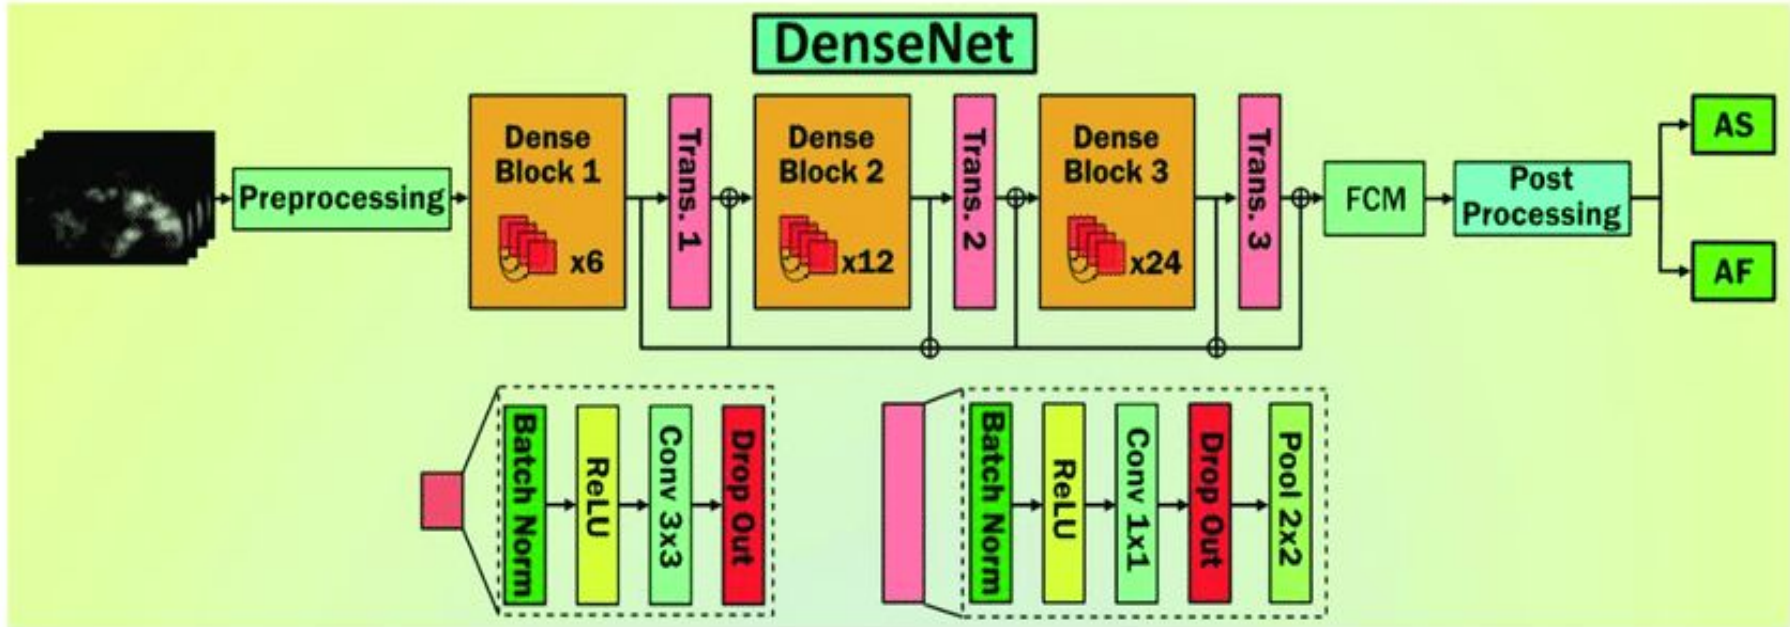 DenseNet
Preprocessing
Dense
Block 1
x6
Trans. 1
Dense
Block 2
x12
Trans. 2
Dense
Block 3
x24
Trans. 3
FCM
Post
Processing
AS
AF
Batch Norm
ReLU
Conv 3x3
Drop Out
Batch Norm
ReLU
Conv 1x1
Drop Out
Pool 2x2